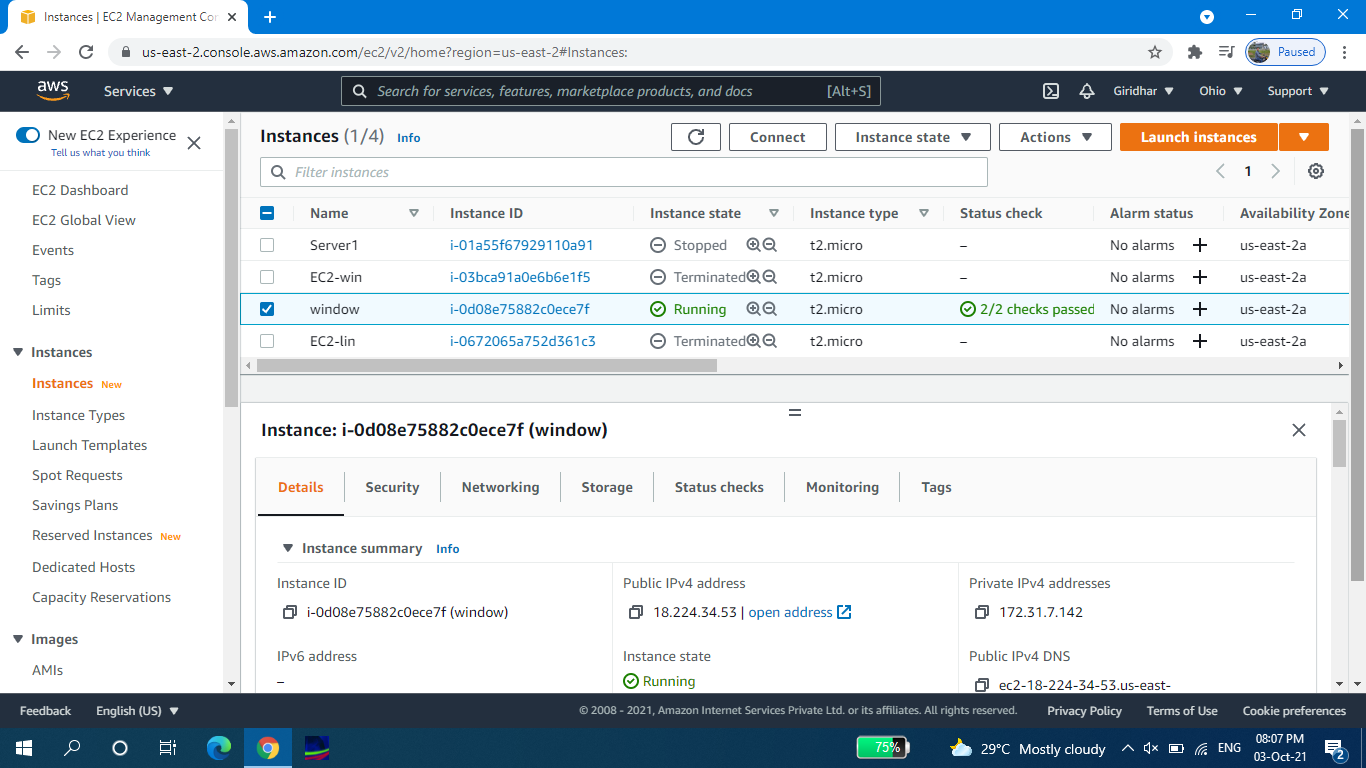 Instances | EC2 Management Con
us-east-2.console.aws.amazon.com/ec2/v2/home?region=us-east-2#Instances:
Paused
aws
Services
Search for services, features, marketplace products, and docs
[Alt+S]
Giridhar
Ohio
Support
New EC2 Experience
Tell us what you think
EC2 Dashboard
EC2 Global View
Events
Tags
Limits
Instances
Instances New
Instance Types
Launch Templates
Spot Requests
Savings Plans
Reserved Instances New
Dedicated Hosts
Capacity Reservations
Images
AMIs
Instances (1/4) Info
Connect
Instance state
Actions
Launch instances
Filter instances
1
Name Instance ID Instance state Instance type Status check Alarm status Availability Zone
Server1 i-01a55f67929110a91 Stopped t2.micro – No alarms + us-east-2a
EC2-win i-03bca91a0e6b6e1f5 Terminated t2.micro – No alarms + us-east-2a
window i-0d08e75882c0ece7f Running t2.micro 2/2 checks passed No alarms + us-east-2a
EC2-lin i-0672065a752d361c3 Terminated t2.micro – No alarms + us-east-2a
Instance: i-0d08e75882c0ece7f (window)
Details Security Networking Storage Status checks Monitoring Tags
Instance summary Info
Instance ID
i-0d08e75882c0ece7f (window)
Public IPv4 address
18.224.34.53 | open address
Private IPv4 addresses
172.31.7.142
IPv6 address
–
Instance state
Running
Public IPv4 DNS
ec2-18-224-34-53.us-east-
Feedback English (US)
© 2008 - 2021, Amazon Internet Services Private Ltd. or its affiliates. All rights reserved. Privacy Policy Terms of Use Cookie preferences
75%
29°C Mostly cloudy
ENG
08:07 PM
03-Oct-21
2